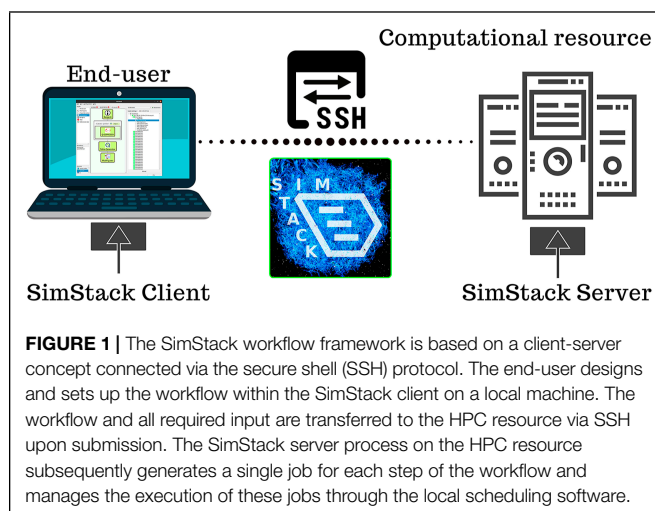 Computational resource
End-user
SSH
SIM
STACK
SimStack Client
SimStack Server
FIGURE 1 | The SimStack workflow framework is based on a client-server
concept connected via the secure shell (SSH) protocol. The end-user designs
and sets up the workflow within the SimStack client on a local machine. The
workflow and all required input are transferred to the HPC resource via SSH
upon submission. The SimStack server process on the HPC resource
subsequently generates a single job for each step of the workflow and
manages the execution of these jobs through the local scheduling software.